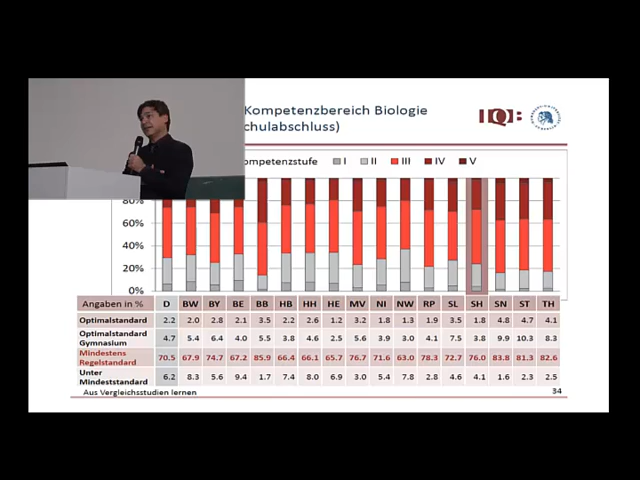 Kompetenzbereich Biologie
chulabschluss)
IQB
ompetenzstufe I II III IV V
80%
60%
40%
20%
0%
Angaben in % D BW BY BE BB HB HH HE MV NI NW RP SL SH SN ST TH
Optimalstandard 2.2 2.0 2.8 2.1 3.5 2.2 2.6 1.2 3.2 1.8 1.3 1.9 3.5 1.8 4.8 4.7 4.1
Optimalstandard
Gymnasium 4.7 5.4 6.4 4.0 5.5 3.8 4.6 2.5 5.6 3.9 3.0 4.1 7.5 3.8 9.9 10.3 8.3
Mindestens
Regelstandard 70.5 67.9 74.7 67.2 85.9 66.4 66.1 65.7 76.7 71.6 63.0 78.3 72.7 76.0 83.8 81.3 82.6
Unter
Mindeststandard 6.2 8.3 5.6 9.4 1.7 7.4 8.0 6.9 3.0 5.4 7.8 2.8 4.6 4.1 1.6 2.3 2.5
Aus Vergleichsstudien lernen 34